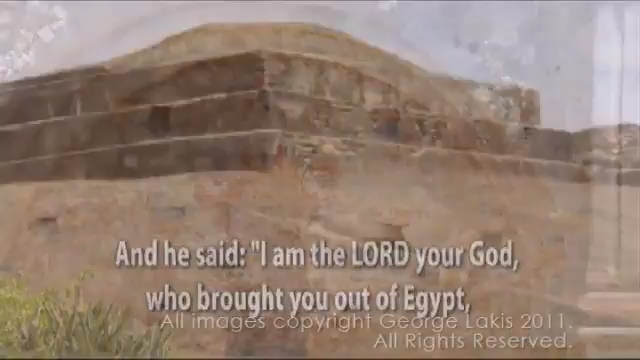 And he said: "I am the LORD your God,
who brought you out of Egypt,
All images copyright George Lakis 2011.
All Rights Reserved.